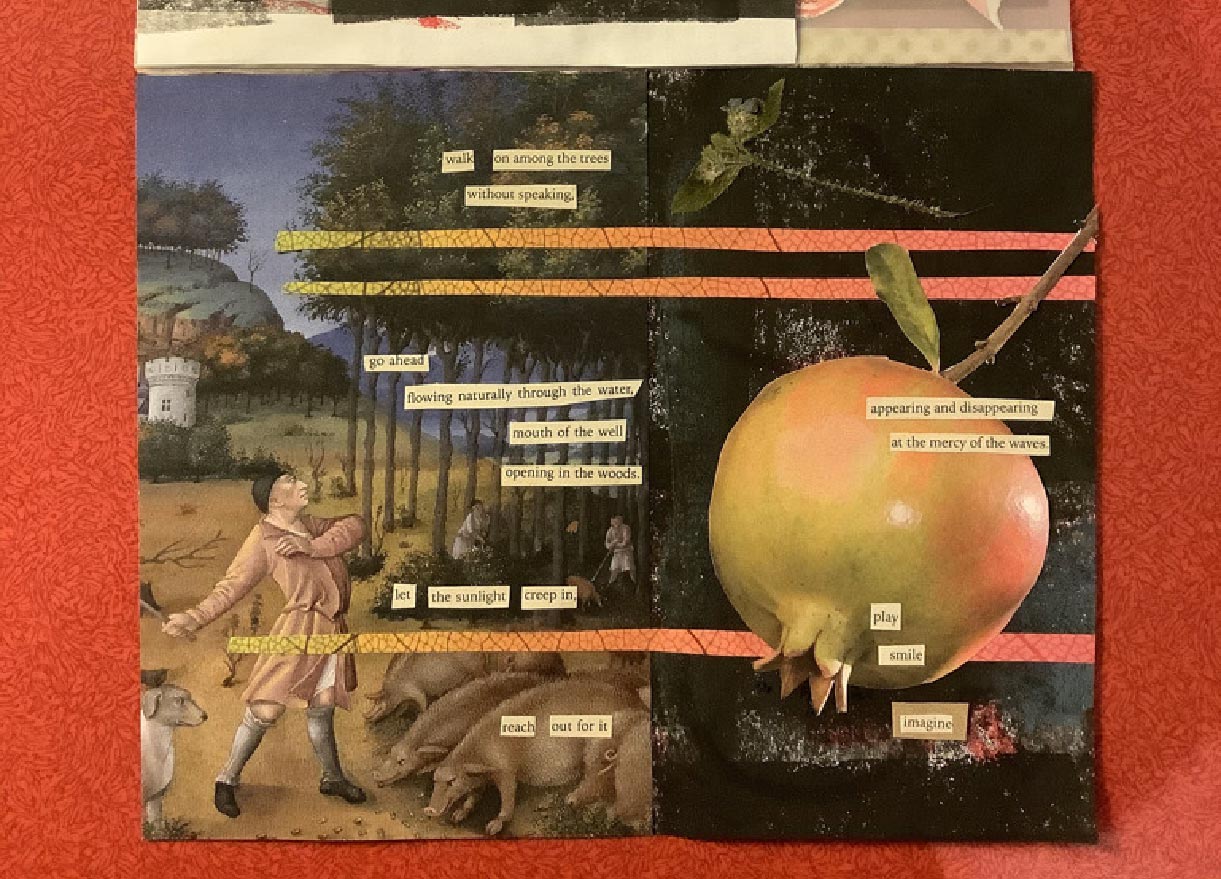 walk on among the trees
without speaking.
go ahead
flowing naturally through the water,
mouth of the well
opening in the woods.
let the sunlight creep in,
reach out for it
appearing and disappearing
at the mercy of the waves.
play
smile
imagine